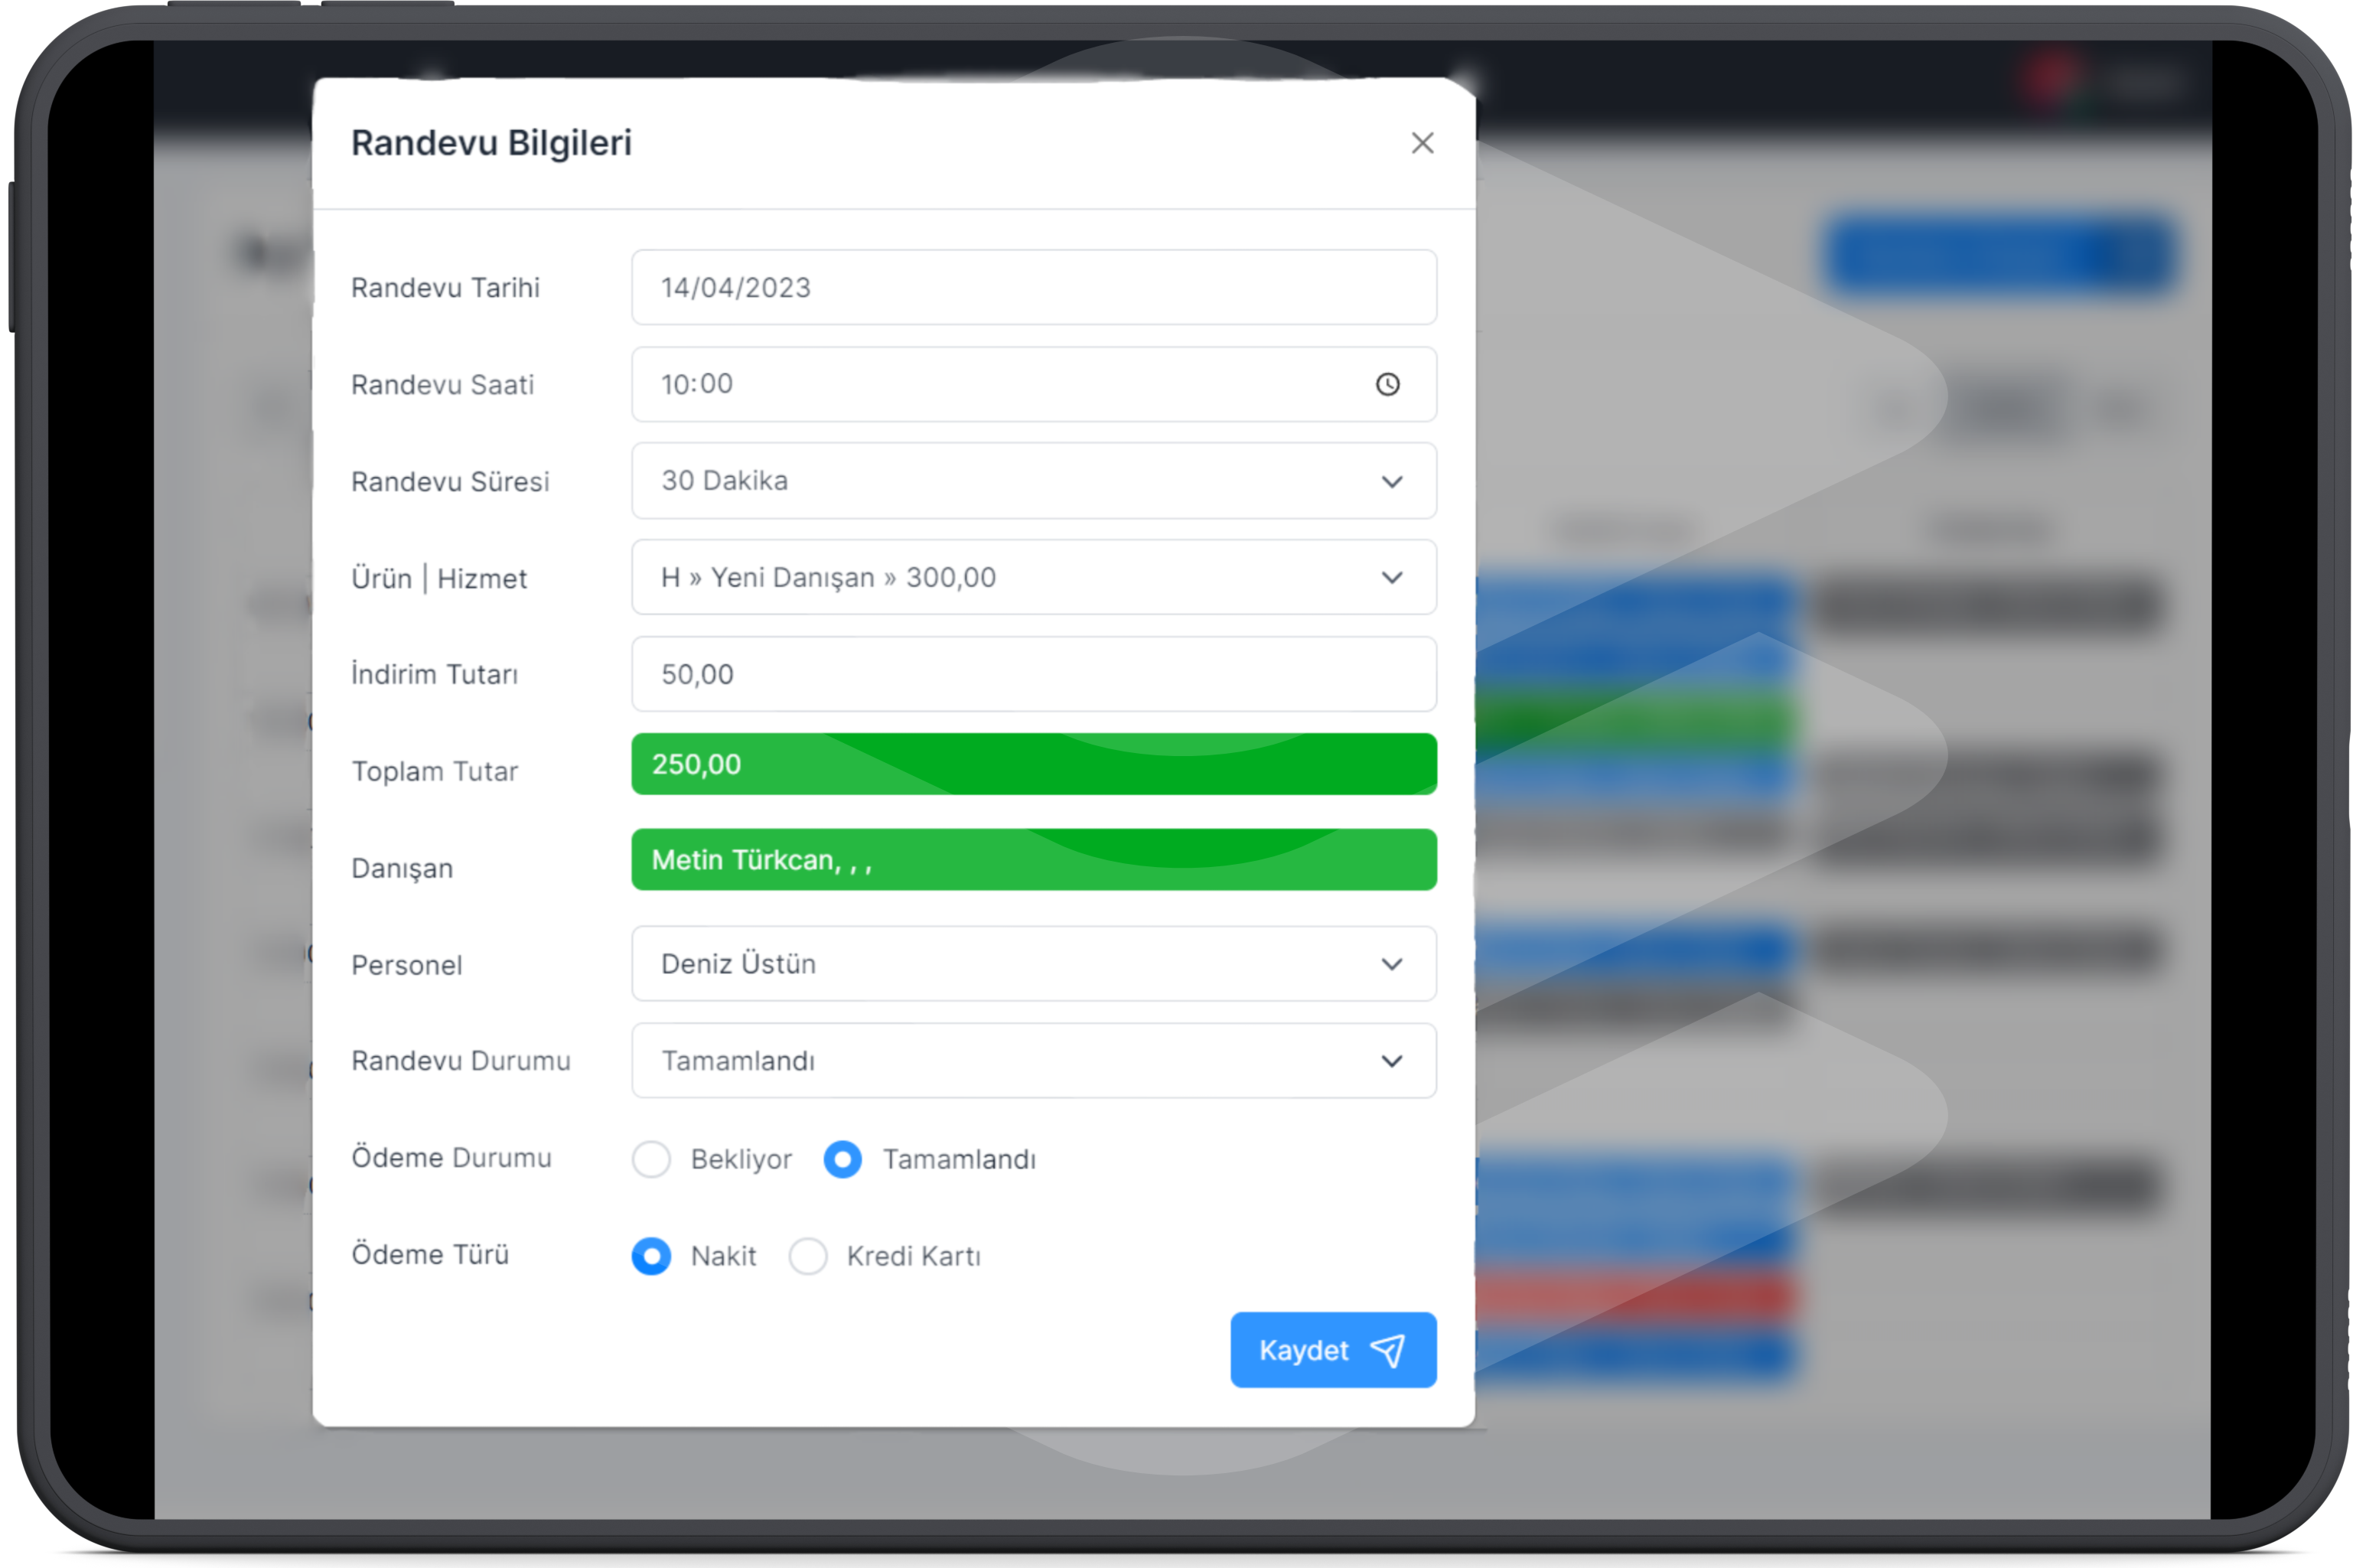 Randevu Bilgileri
Randevu Tarihi 14/04/2023
Randevu Saati 10:00
Randevu Süresi 30 Dakika
Ürün | Hizmet H » Yeni Danışan » 300,00
İndirim Tutarı 50,00
Toplam Tutar 250,00
Danışan Metin Türkcan, , ,
Personel Deniz Üstün
Randevu Durumu Tamamlandı
Ödeme Durumu Bekliyor Tamamlandı
Ödeme Türü Nakit Kredi Kartı
Kaydet